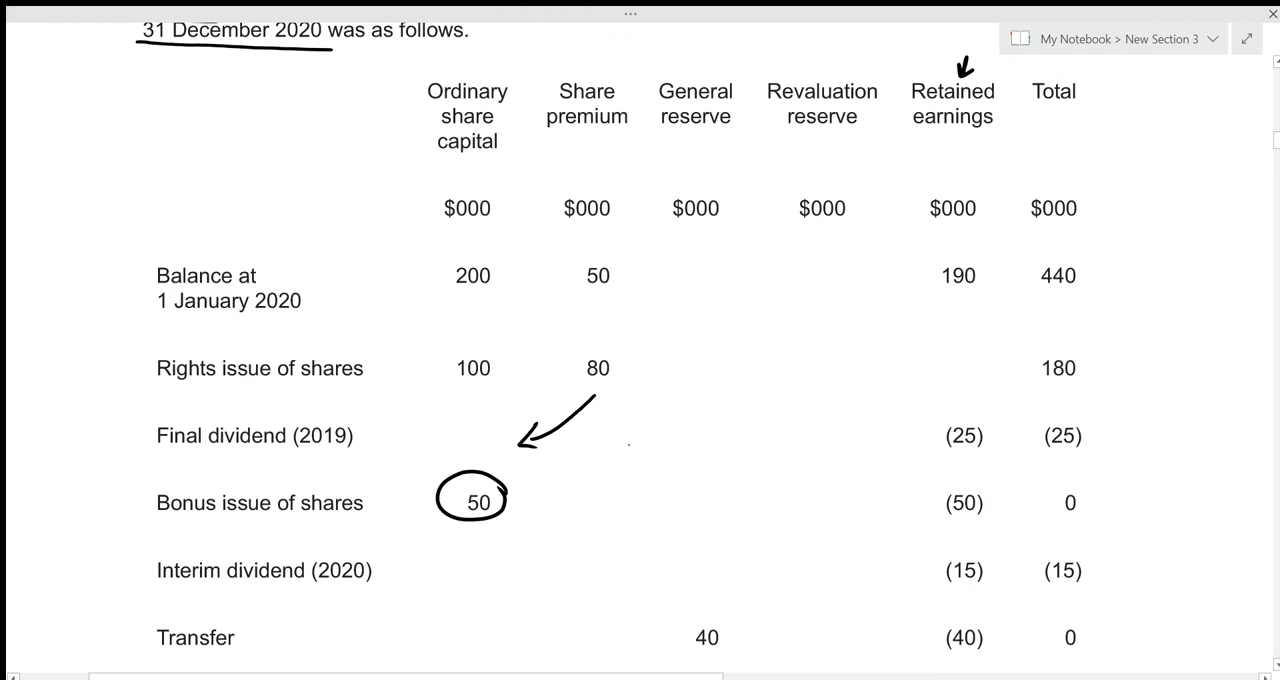 31 December 2020 was as follows.
My Notebook > New Section 3
Ordinary share capital Share premium General reserve Revaluation reserve Retained earnings Total
$000 $000 $000 $000 $000 $000
Balance at 1 January 2020 200 50 190 440
Rights issue of shares 100 80 180
Final dividend (2019) (25) (25)
Bonus issue of shares 50 (50) 0
Interim dividend (2020) (15) (15)
Transfer 40 (40) 0